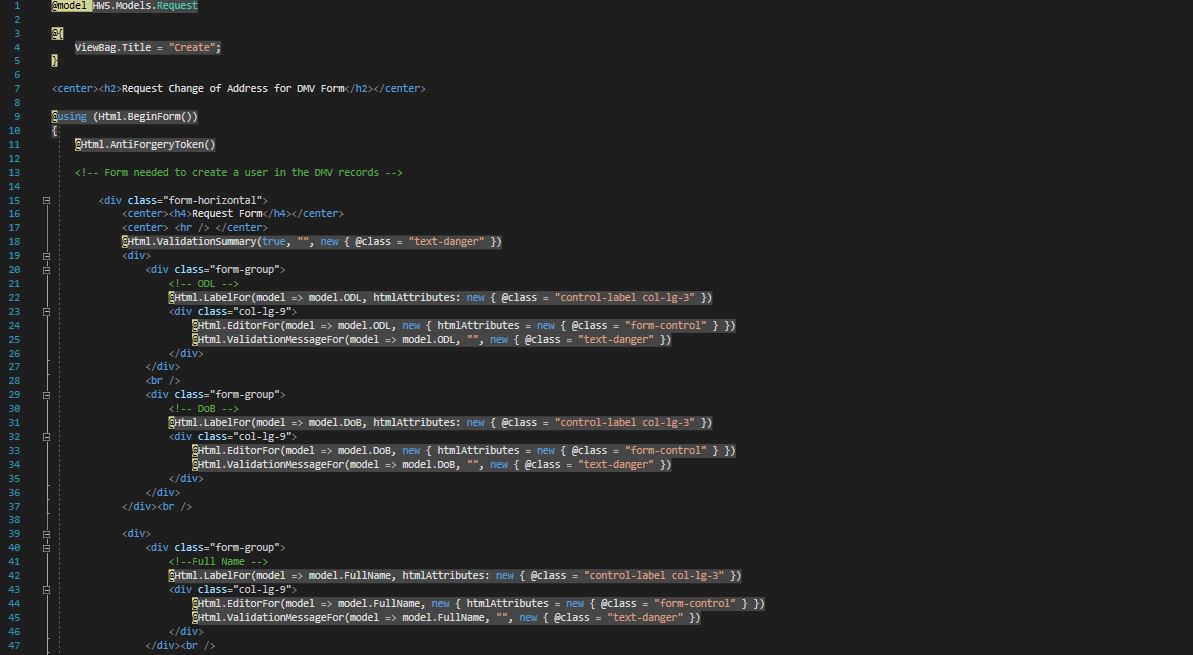 1 @model HW5.Models.Request
2
3 @{
4 ViewBag.Title = "Create";
5 }
6
7 <center><h2>Request Change of Address for DMV Form</h2></center>
8
9 @using (Html.BeginForm())
10 {
11 @Html.AntiForgeryToken()
12
13 <!-- Form needed to create a user in the DMV records -->
14
15 <div class="form-horizontal">
16 <center><h4>Request Form</h4></center>
17 <center> <hr /> </center>
18 @Html.ValidationSummary(true, "", new { @class = "text-danger" })
19 <div>
20 <div class="form-group">
21 <!-- ODL -->
22 @Html.LabelFor(model => model.ODL, htmlAttributes: new { @class = "control-label col-lg-3" })
23 <div class="col-lg-9">
24 @Html.EditorFor(model => model.ODL, new { htmlAttributes = new { @class = "form-control" } })
25 @Html.ValidationMessageFor(model => model.ODL, "", new { @class = "text-danger" })
26 </div>
27 </div>
28 <br />
29 <div class="form-group">
30 <!-- DoB -->
31 @Html.LabelFor(model => model.DoB, htmlAttributes: new { @class = "control-label col-lg-3" })
32 <div class="col-lg-9">
33 @Html.EditorFor(model => model.DoB, new { htmlAttributes = new { @class = "form-control" } })
34 @Html.ValidationMessageFor(model => model.DoB, "", new { @class = "text-danger" })
35 </div>
36 </div>
37 </div><br />
38
39 <div>
40 <div class="form-group">
41 <!--Full Name -->
42 @Html.LabelFor(model => model.FullName, htmlAttributes: new { @class = "control-label col-lg-3" })
43 <div class="col-lg-9">
44 @Html.EditorFor(model => model.FullName, new { htmlAttributes = new { @class = "form-control" } })
45 @Html.ValidationMessageFor(model => model.FullName, "", new { @class = "text-danger" })
46 </div>
47 </div><br />